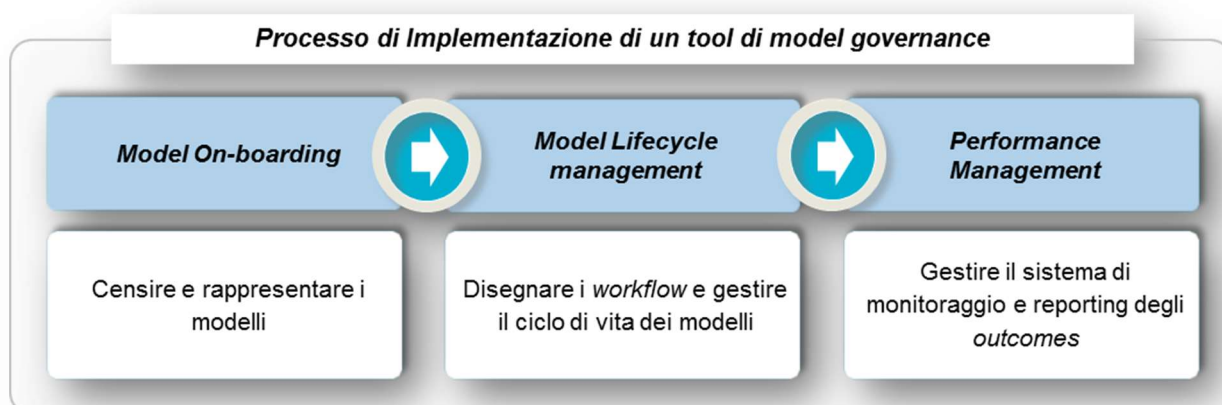 Processo di Implementazione di un tool di model governance
Model On-boarding
Model Lifecycle
management
Performance
Management
Censire e rappresentare i
modelli
Disegnare i workflow e gestire
il ciclo di vita dei modelli
Gestire il sistema di
monitoraggio e reporting degli
outcomes